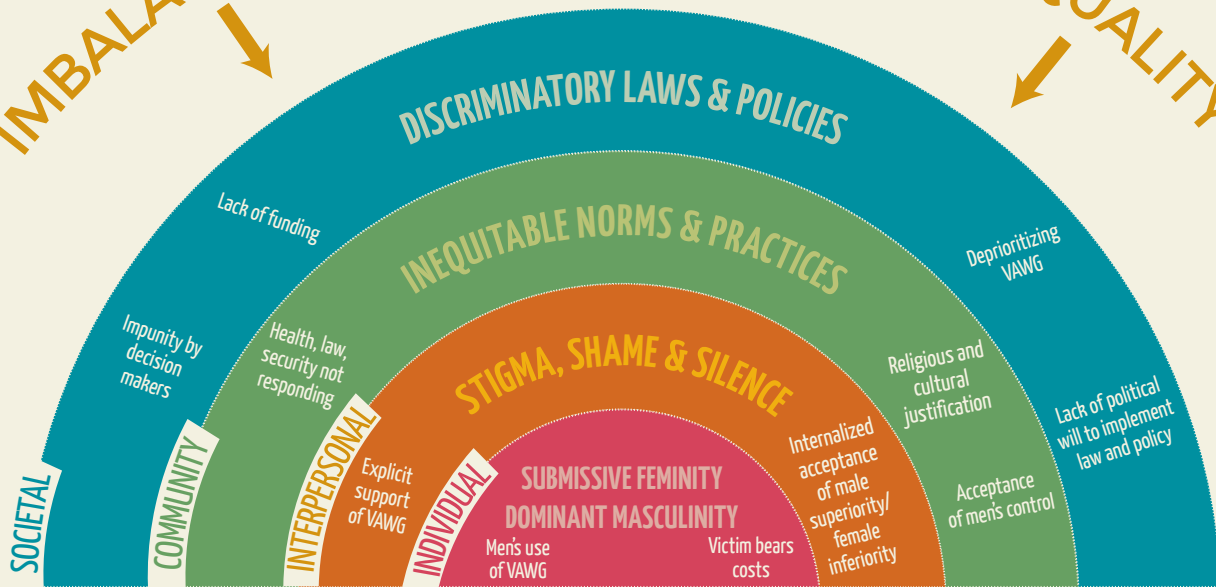 IMBALA
QUALITY
DISCRIMINATORY LAWS & POLICIES
Lack of funding
Deprioritizing
VAWG
Impunity by
decision
makers
Lack of political
will to implement
law and policy
SOCIETAL
INEQUITABLE NORMS & PRACTICES
Health, law,
security not
responding
Religious and
cultural
justification
Acceptance
of men's control
COMMUNITY
STIGMA, SHAME & SILENCE
Explicit
support
of VAWG
Internalized
acceptance
of male
superiority/
female
inferiority
INTERPERSONAL
SUBMISSIVE FEMINITY
DOMINANT MASCULINITY
Men's use
of VAWG
Victim bears
costs
INDIVIDUAL